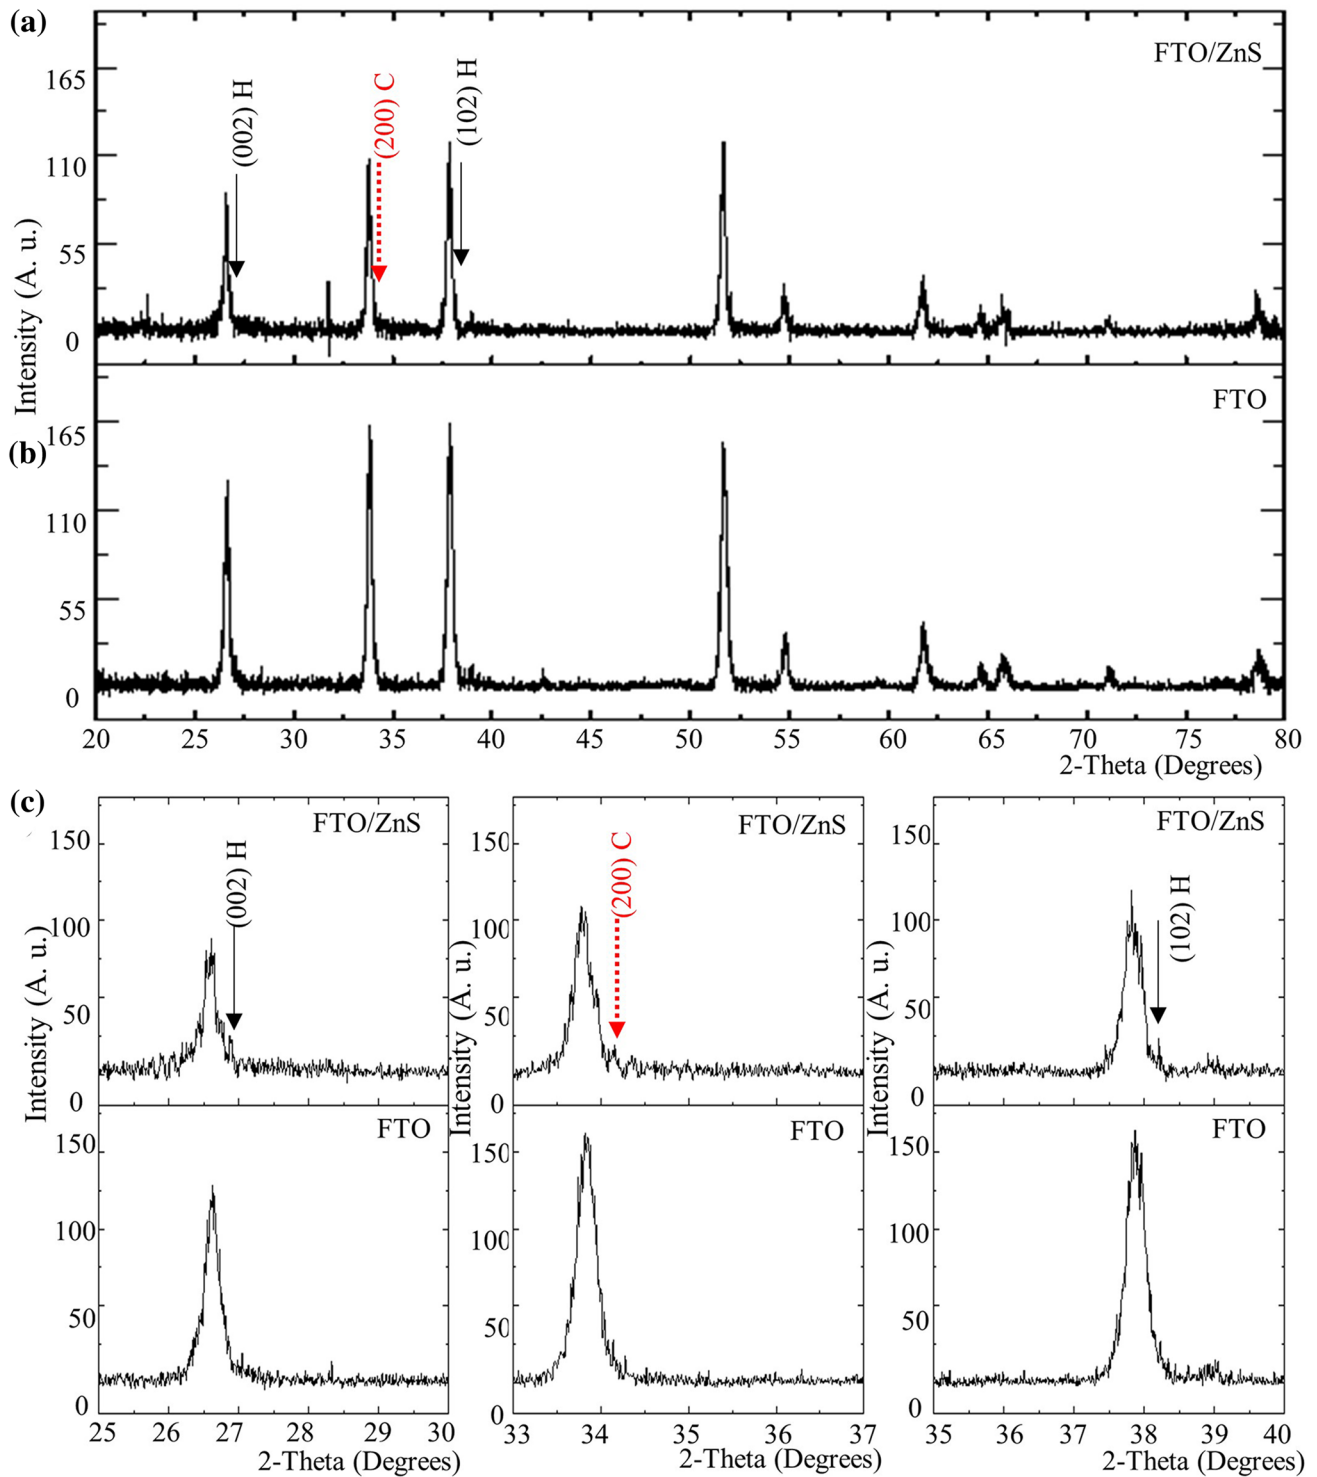 (a)
FTO/ZnS
165
110
55
0
(002) H
(200) C
(102) H
Intensity (A. u.)
FTO
(b)
165
110
55
0
20 25 30 35 40 45 50 55 60 65 70 75 80
2-Theta (Degrees)
(c)
FTO/ZnS
150
100
50
0
(002) H
Intensity (A. u.)
FTO
150
100
50
0
25 26 27 28 29 30
2-Theta (Degrees)
FTO/ZnS
150
100
50
0
(200) C
Intensity (A. u.)
FTO
150
100
50
0
33 34 35 36 37
2-Theta (Degrees)
FTO/ZnS
150
100
50
0
(102) H
Intensity (A. u.)
FTO
150
100
50
0
35 36 37 38 39 40
2-Theta (Degrees)